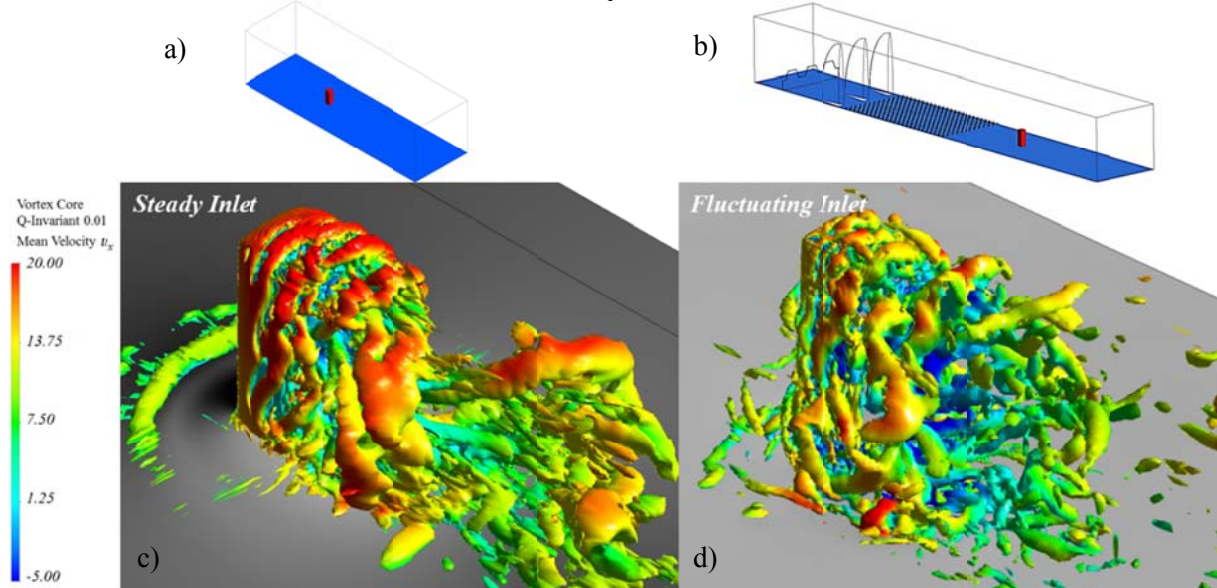 a)
b)
Steady Inlet
Fluctuating Inlet
Vortex Core
Q-Invariant 0.01
Mean Velocity υx
20.00
13.75
7.50
1.25
-5.00
c)
d)